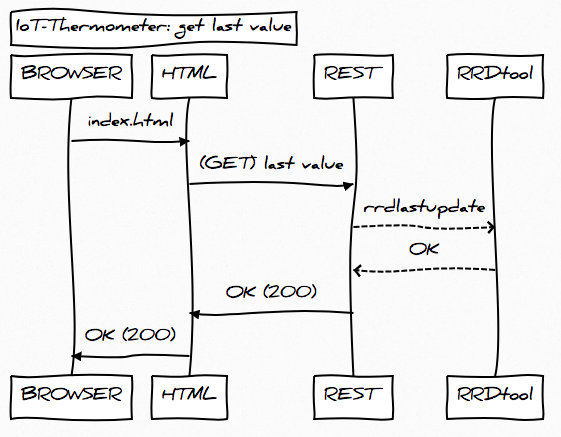 IoT-Thermometer: get last value
BROWSER HTML REST RRDtool
index.html
(GET) last value
rrdlastupdate
OK
OK (200)
OK (200)
BROWSER HTML REST RRDtool